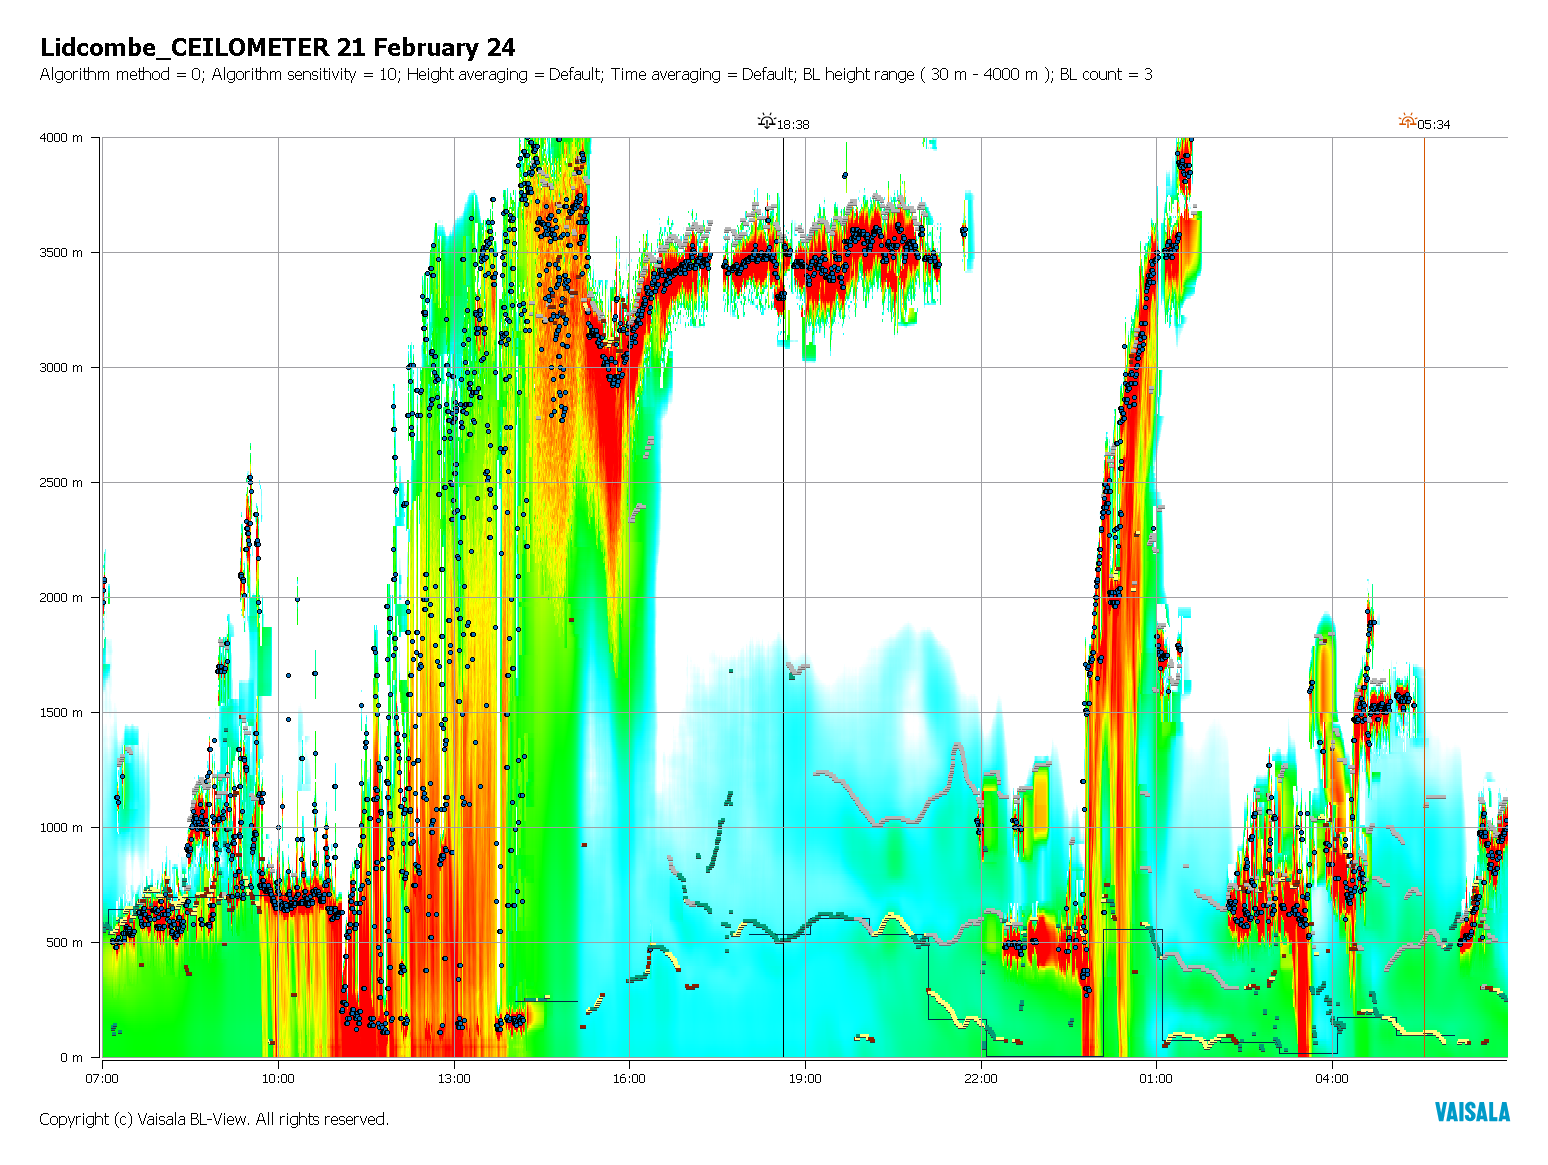 Lidcombe_CEILOMETER 21 February 24
Algorithm method = 0; Algorithm sensitivity = 10; Height averaging = Default; Time averaging = Default; BL height range ( 30 m - 4000 m ); BL count = 3
18:38
05:34
4000 m
3500 m
3000 m
2500 m
2000 m
1500 m
1000 m
500 m
0 m
07:00 10:00 13:00 16:00 19:00 22:00 01:00 04:00
Copyright (c) Vaisala BL-View. All rights reserved.
VAISALA